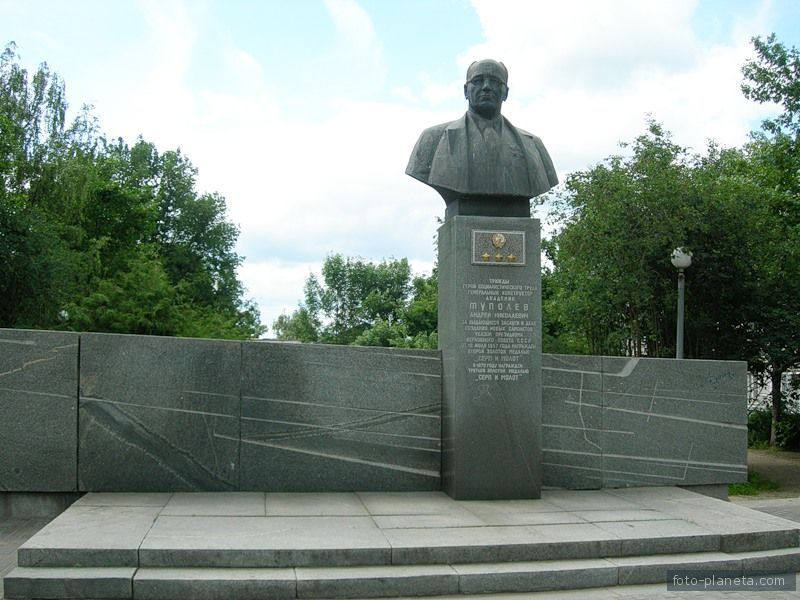 ТРИЖДЫ
ГЕРОЙ СОЦИАЛИСТИЧЕСКОГО ТРУДА
ГЕНЕРАЛЬНЫЙ КОНСТРУКТОР
АКАДЕМИК
ТУПОЛЕВ
АНДРЕЙ НИКОЛАЕВИЧ
ЗА ВЫДАЮЩИЕСЯ ЗАСЛУГИ В ДЕЛЕ
СОЗДАНИЯ НОВЫХ САМОЛЕТОВ
УКАЗОМ ПРЕЗИДИУМА
ВЕРХОВНОГО СОВЕТА СССР
12 ИЮЛЯ 1957 НАГРАЖДЕН
ВТОРОЙ ЗОЛОТОЙ МЕДАЛЬЮ
"СЕРП И МОЛОТ"
В 1972 ГОДУ НАГРАЖДЕН
ТРЕТЬЕЙ ЗОЛОТОЙ МЕДАЛЬЮ
"СЕРП И МОЛОТ"
foto-planeta.com